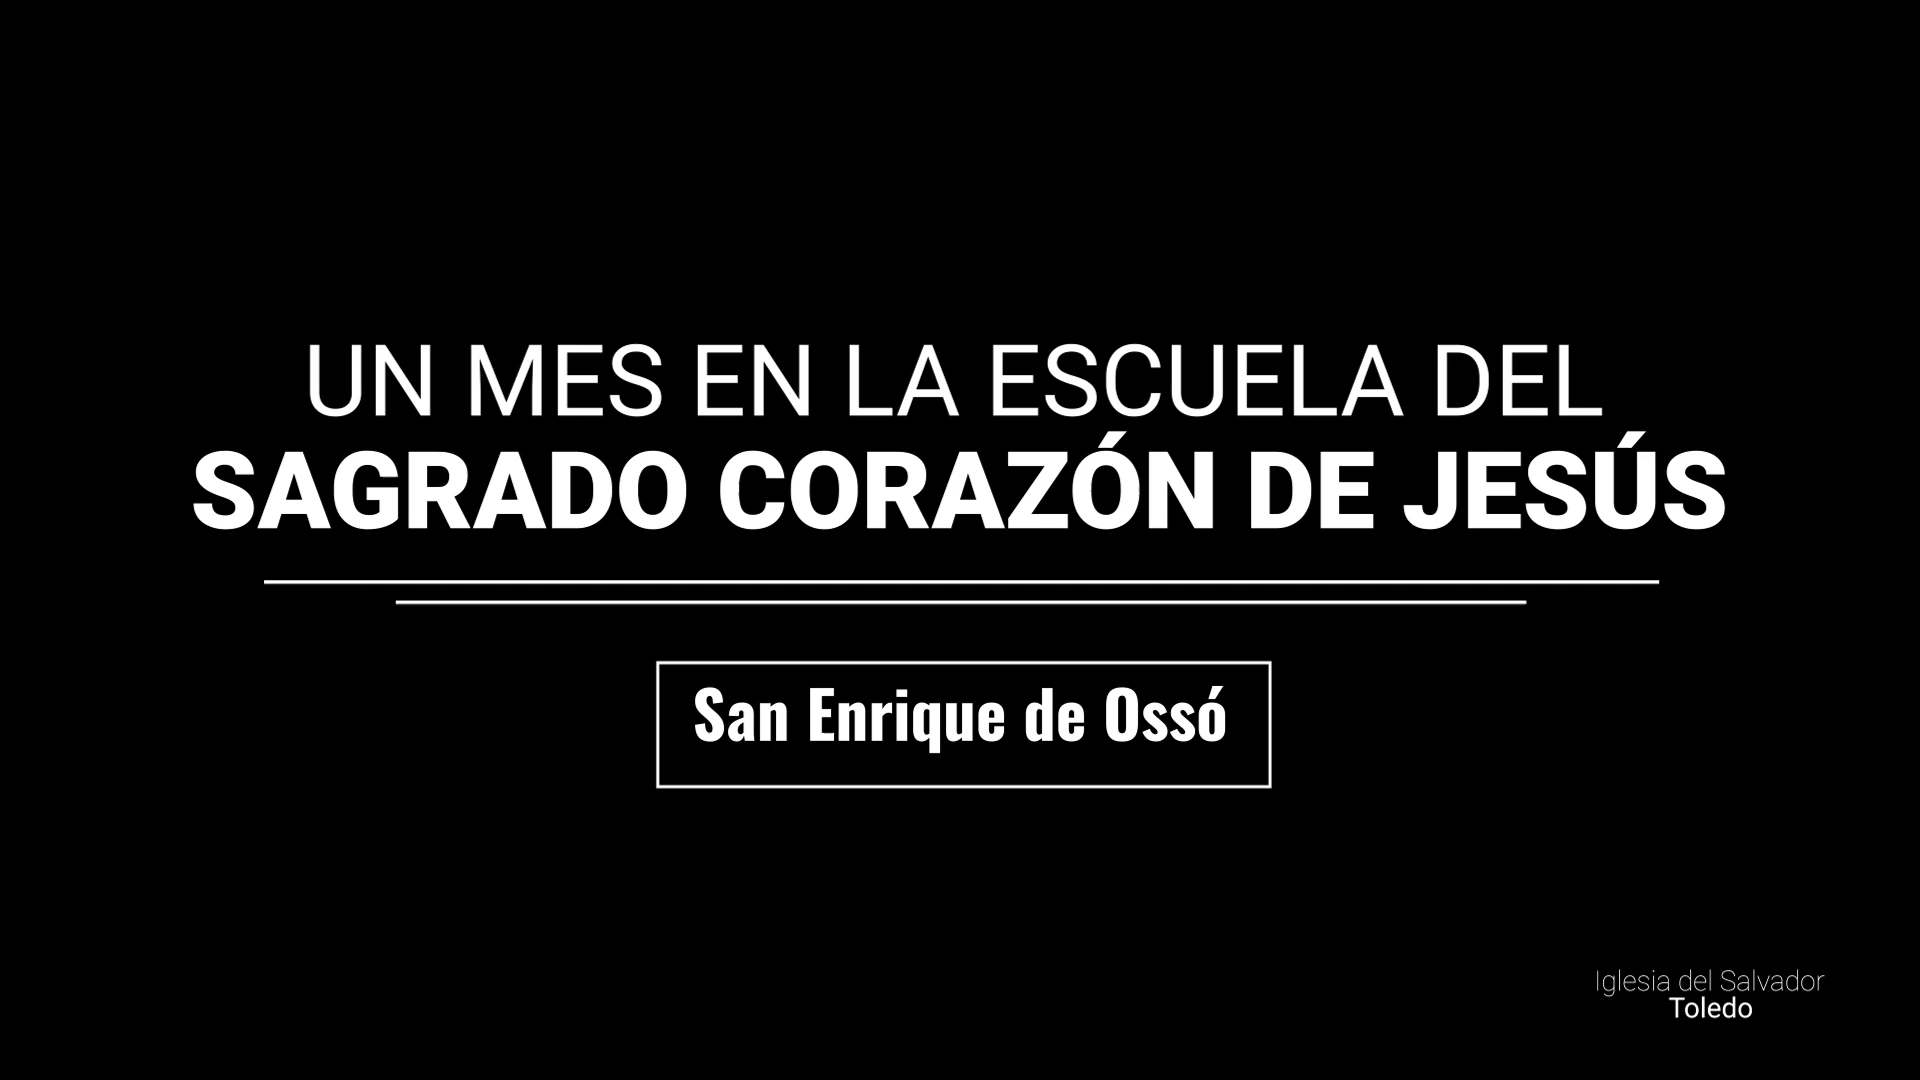 UN MES EN LA ESCUELA DEL
SAGRADO CORAZÓN DE JESÚS
San Enrique de Ossó
Iglesia del Salvador
Toledo